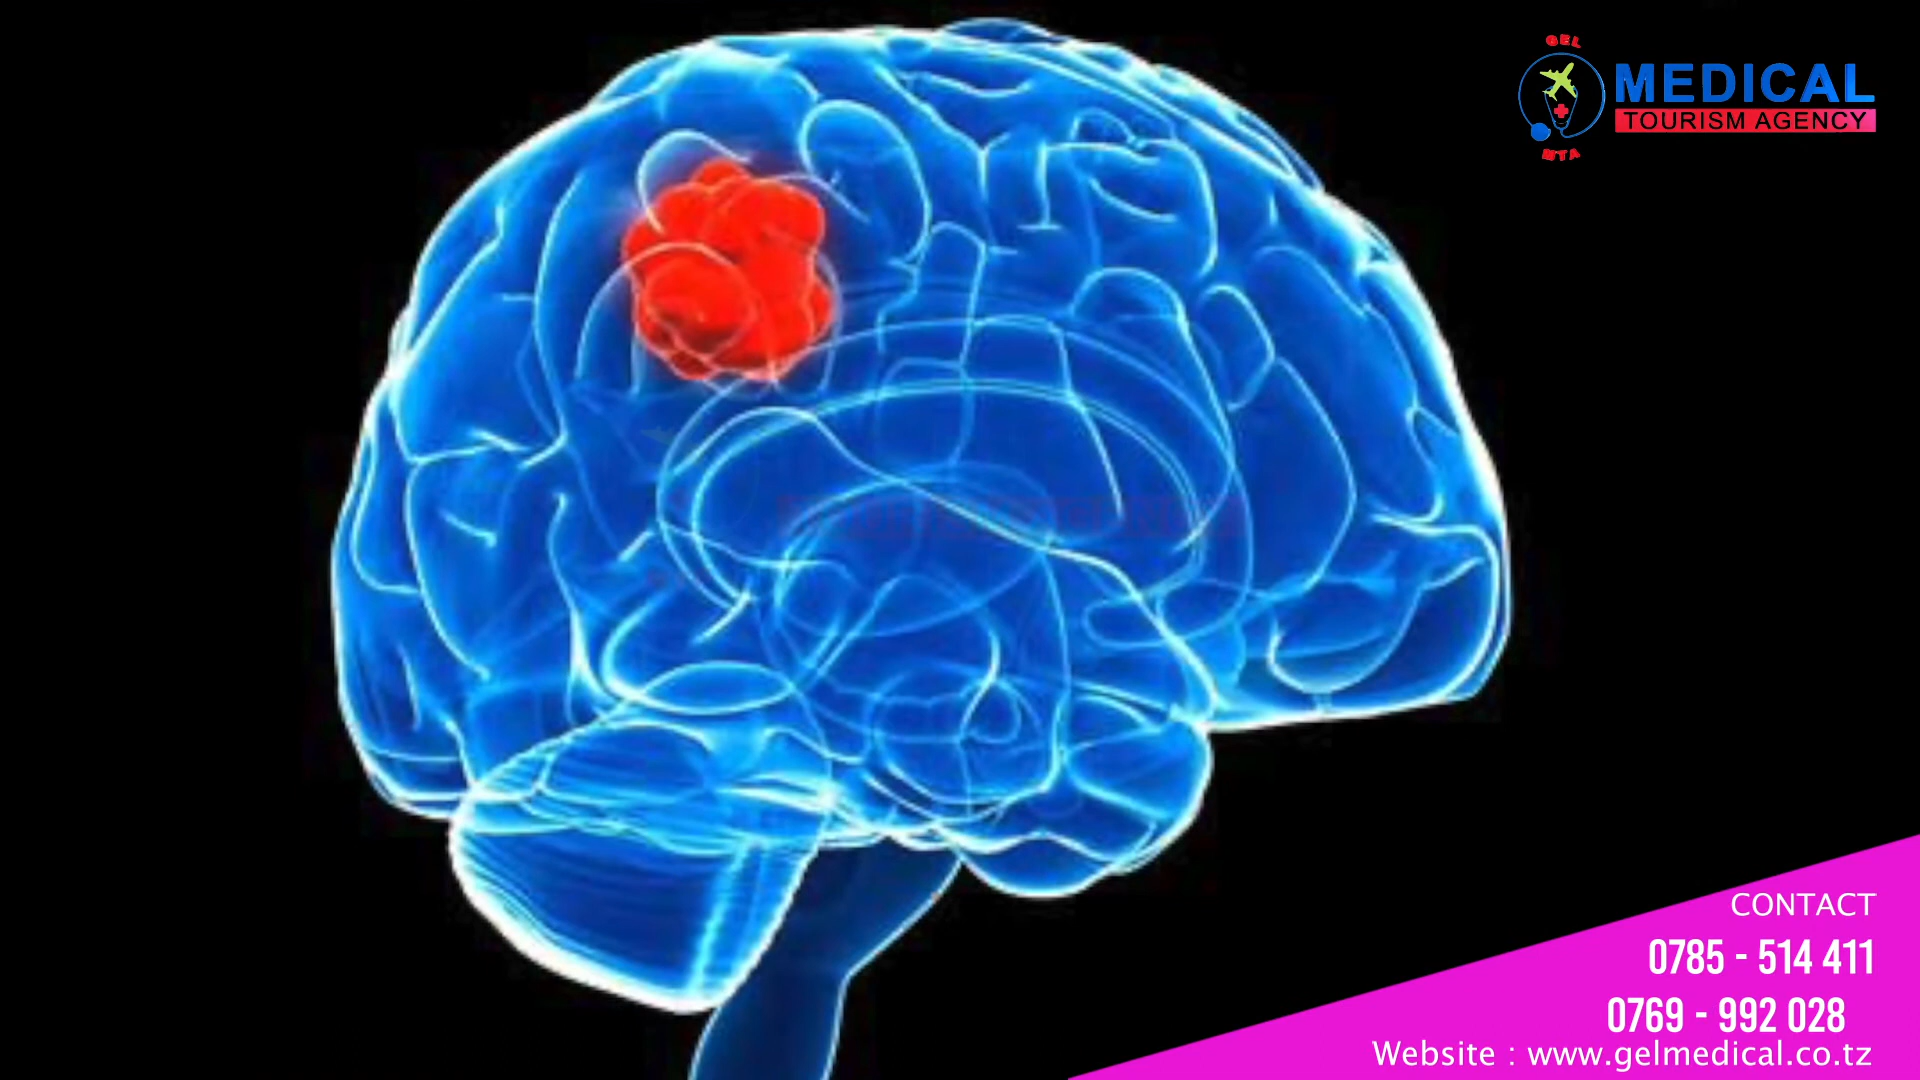 GEL
MEDICAL
TOURISM AGENCY
MTA
CONTACT
0785 - 514 411
0769 - 992 028
Website : www.gelmedical.co.tz